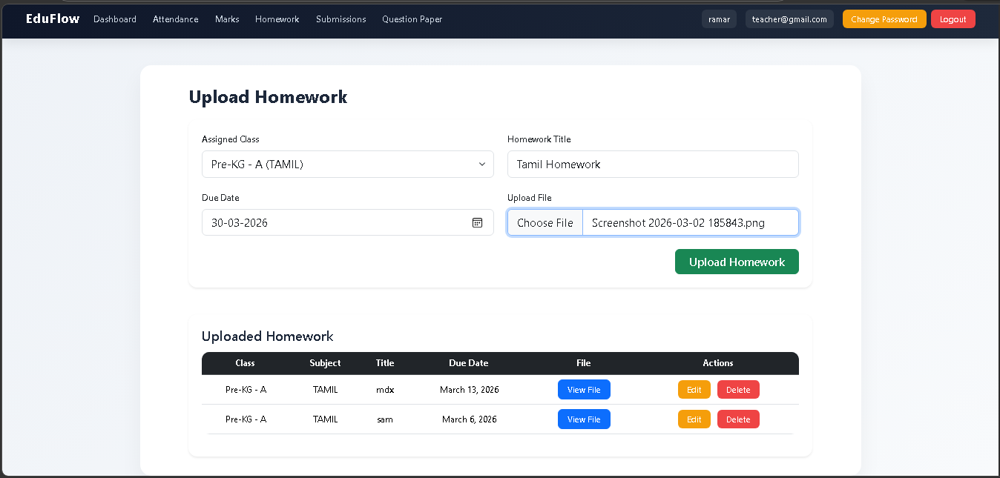 EduFlow Dashboard Attendance Marks Homework Submissions Question Paper ramar teacher@gmail.com Change Password Logout
Upload Homework
Assigned Class Homework Title
Pre-KG - A (TAMIL) Tamil Homework
Due Date Upload File
30-03-2026 Choose File Screenshot 2026-03-02 185843.png
Upload Homework
Uploaded Homework
Class Subject Title Due Date File Actions
Pre-KG - A TAMIL mdx March 13, 2026 View File Edit Delete
Pre-KG - A TAMIL sam March 6, 2026 View File Edit Delete